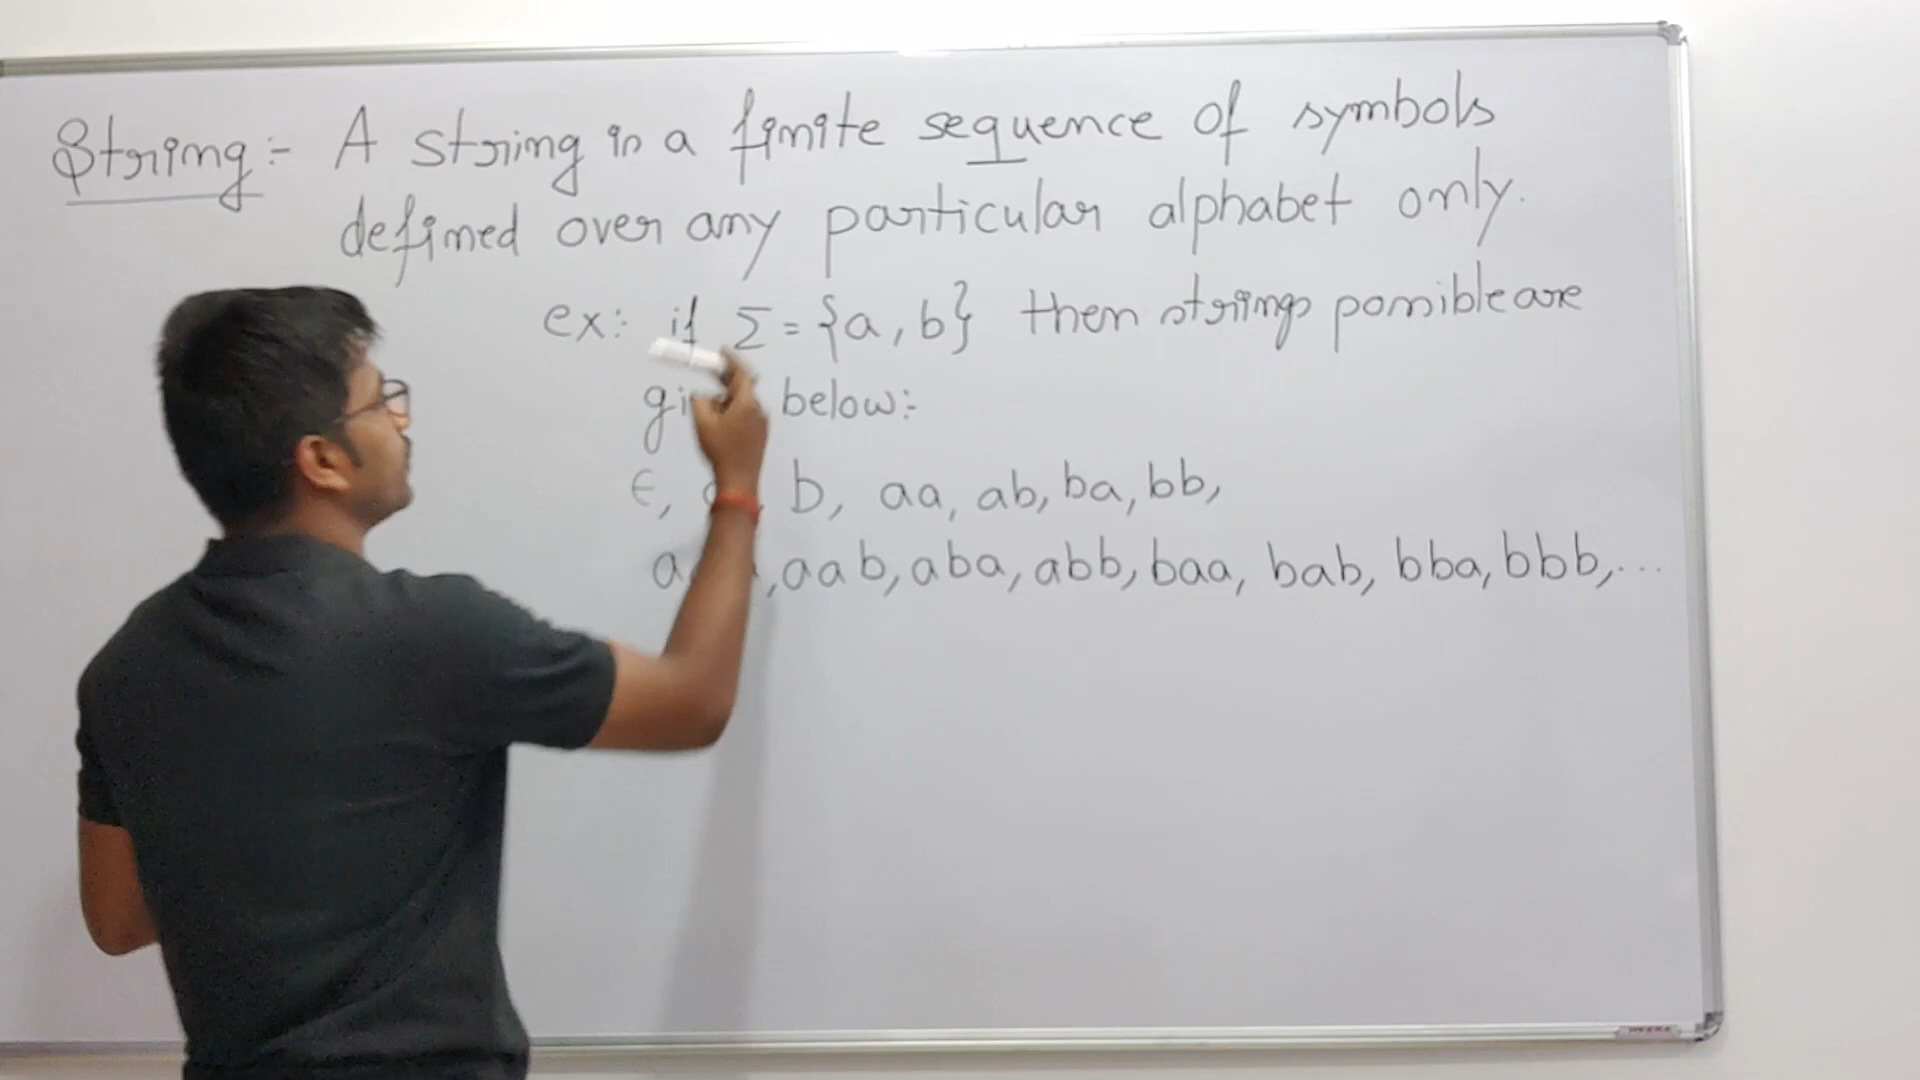 String:- A string is a finite sequence of symbols
defined over any particular alphabet only.
ex: if Σ = {a, b} then strings possible are
below:-
ϵ, b, aa, ab, ba, bb,
aab, aba, abb, baa, bab, bba, bbb, ...